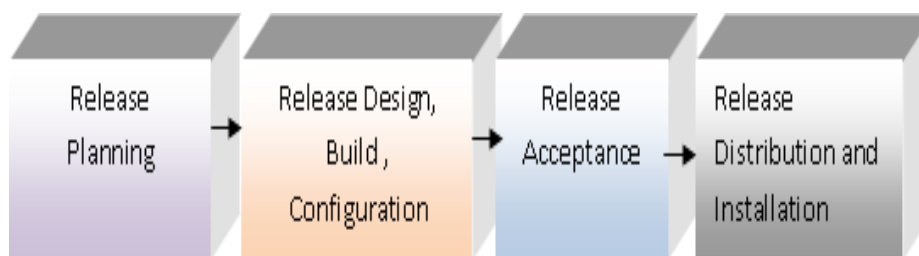 Release
Planning
Release Design,
Build ,
Configuration
Release
Acceptance
Release
Distribution and
Installation